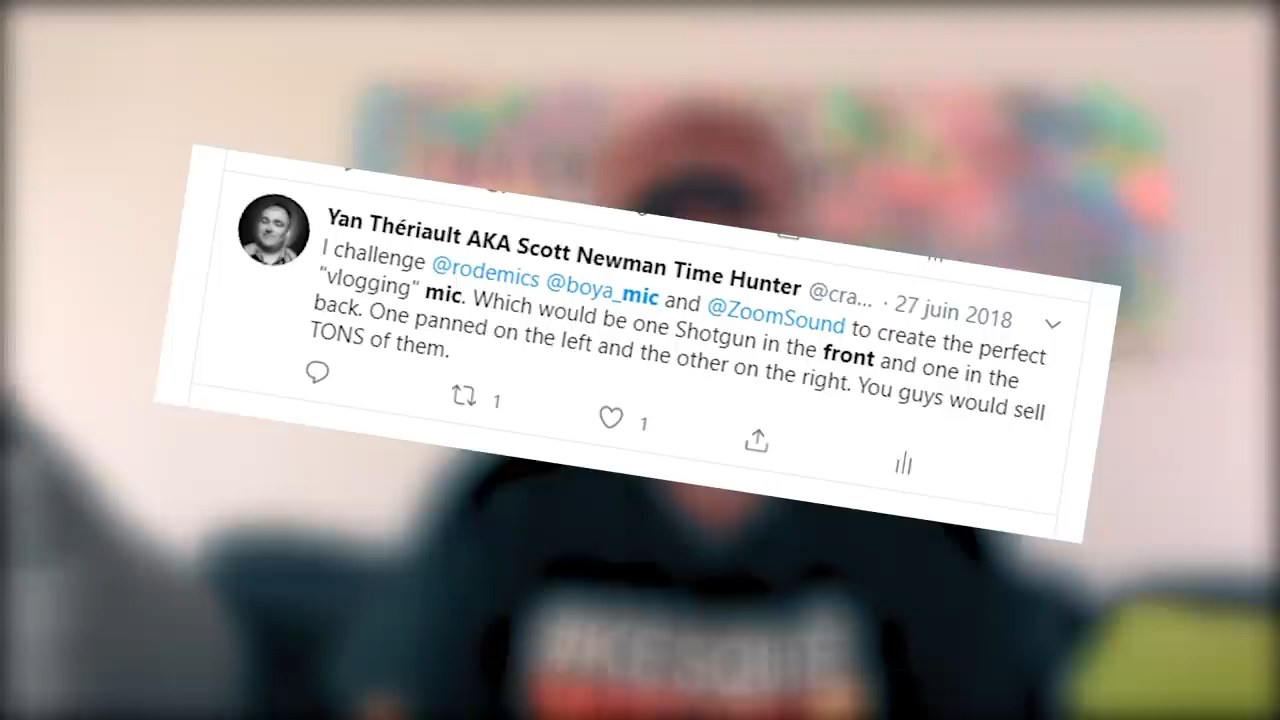 Yan Thériault AKA Scott Newman Time Hunter @cra... · 27 juin 2018
I challenge @rodemics @boya_mic and @ZoomSound to create the perfect
"vlogging" mic. Which would be one Shotgun in the front and one in the
back. One panned on the left and the other on the right. You guys would sell
TONS of them.
1 1